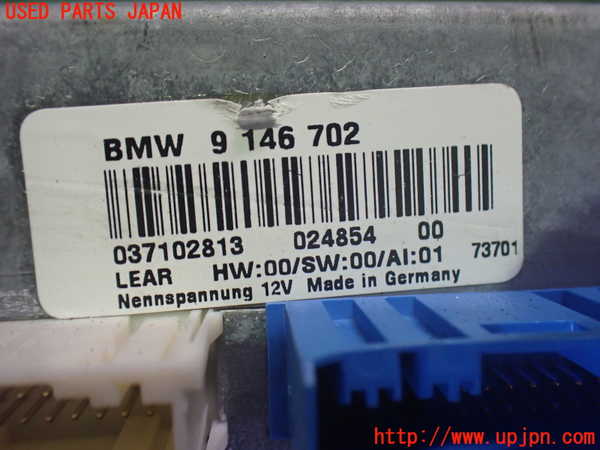 USED PARTS JAPAN
BMW 9 146 702
037102813 024854 00
LEAR HW:00/SW:00/AI:01 73701
Nennspannung 12V Made in Germany
http://www.upjpn.com/